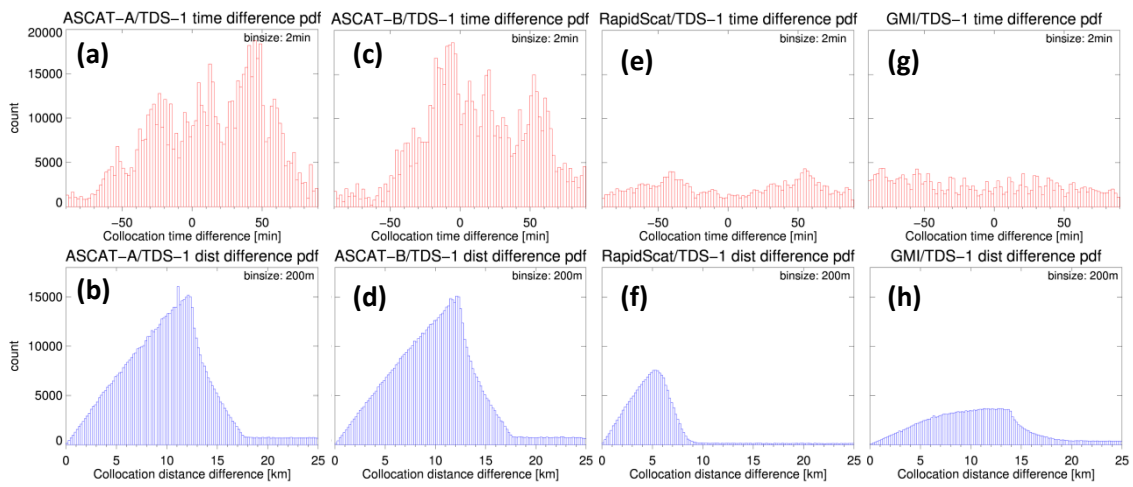 ASCAT-A/TDS-1 time difference pdf
binsize: 2min
(a)
20000
15000
10000
5000
0
count
−50 0 50
Collocation time difference [min]
ASCAT-B/TDS-1 time difference pdf
binsize: 2min
(c)
−50 0 50
Collocation time difference [min]
RapidScat/TDS-1 time difference pdf
binsize: 2min
(e)
−50 0 50
Collocation time difference [min]
GMI/TDS-1 time difference pdf
binsize: 2min
(g)
−50 0 50
Collocation time difference [min]
ASCAT-A/TDS-1 dist difference pdf
binsize: 200m
(b)
15000
10000
5000
0
count
0 5 10 15 20 25
Collocation distance difference [km]
ASCAT-B/TDS-1 dist difference pdf
binsize: 200m
(d)
0 5 10 15 20 25
Collocation distance difference [km]
RapidScat/TDS-1 dist difference pdf
binsize: 200m
(f)
0 5 10 15 20 25
Collocation distance difference [km]
GMI/TDS-1 dist difference pdf
binsize: 200m
(h)
0 5 10 15 20 25
Collocation distance difference [km]